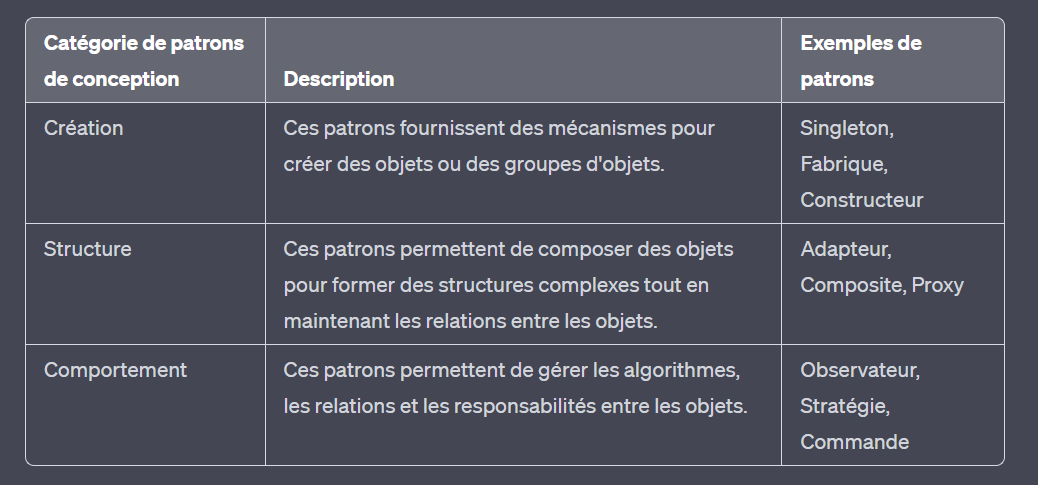 Catégorie de patrons
de conception
Description
Exemples de
patrons
Création
Ces patrons fournissent des mécanismes pour
créer des objets ou des groupes d'objets.
Singleton,
Fabrique,
Constructeur
Structure
Ces patrons permettent de composer des objets
pour former des structures complexes tout en
maintenant les relations entre les objets.
Adapteur,
Composite, Proxy
Comportement
Ces patrons permettent de gérer les algorithmes,
les relations et les responsabilités entre les objets.
Observateur,
Stratégie,
Commande